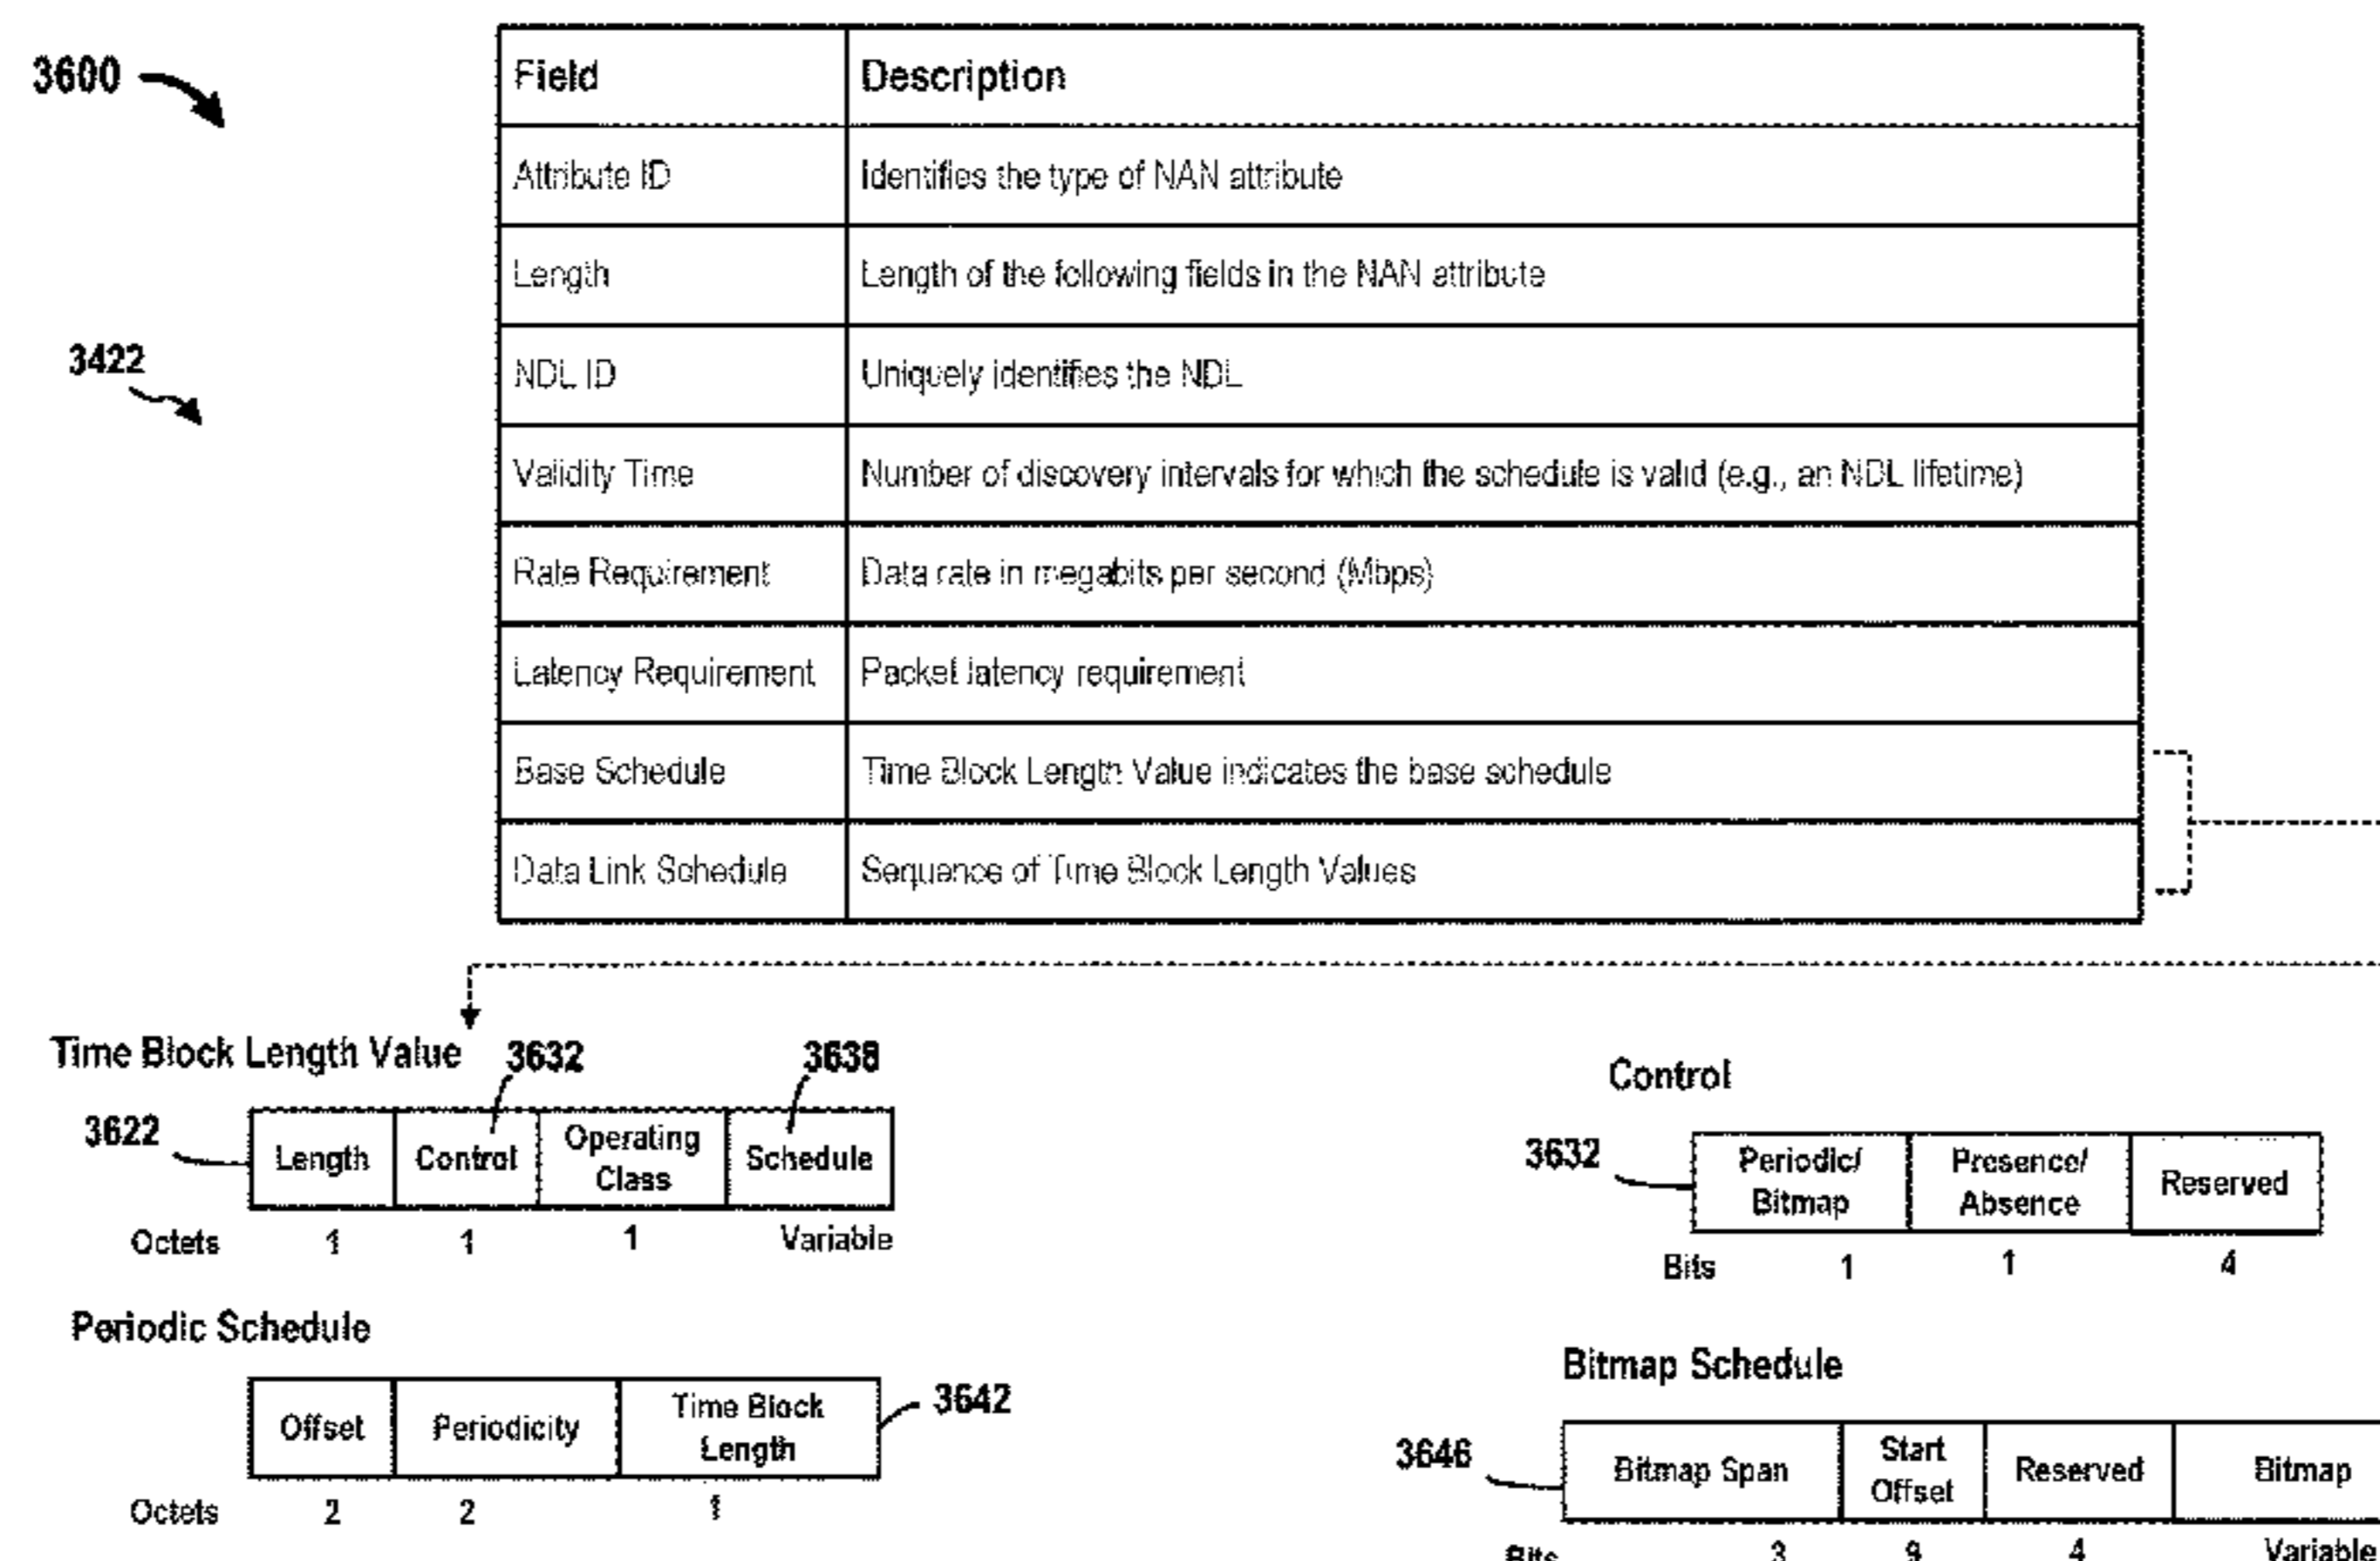 3600
Field Description
Attribute ID Identifies the type of NAN attribute
Length Length of the following fields in the NAN attribute
3422
NDL ID Uniquely identifies the NDL
Validity Time Number of discovery intervals for which the schedule is valid (e.g., an NDL lifetime)
Rate Requirement Data rate in megabits per second (Mbps)
Latency Requirement Packet latency requirement
Base Schedule Time Block Length Value indicates the base schedule
Data Link Schedule Sequence of Time Block Length Values
Time Block Length Value
3632 3638
3622
Length Control Operating Class Schedule
Octets 1 1 1 Variable
Control
3632
Periodic/ Bitmap Presence/ Absence Reserved
Bits 1 1 4
Periodic Schedule
Offset Periodicity Time Block Length
3642
Octets 2 2 1
Bitmap Schedule
3646
Bitmap Span Start Offset Reserved Bitmap
Bits 3 9 4 Variable